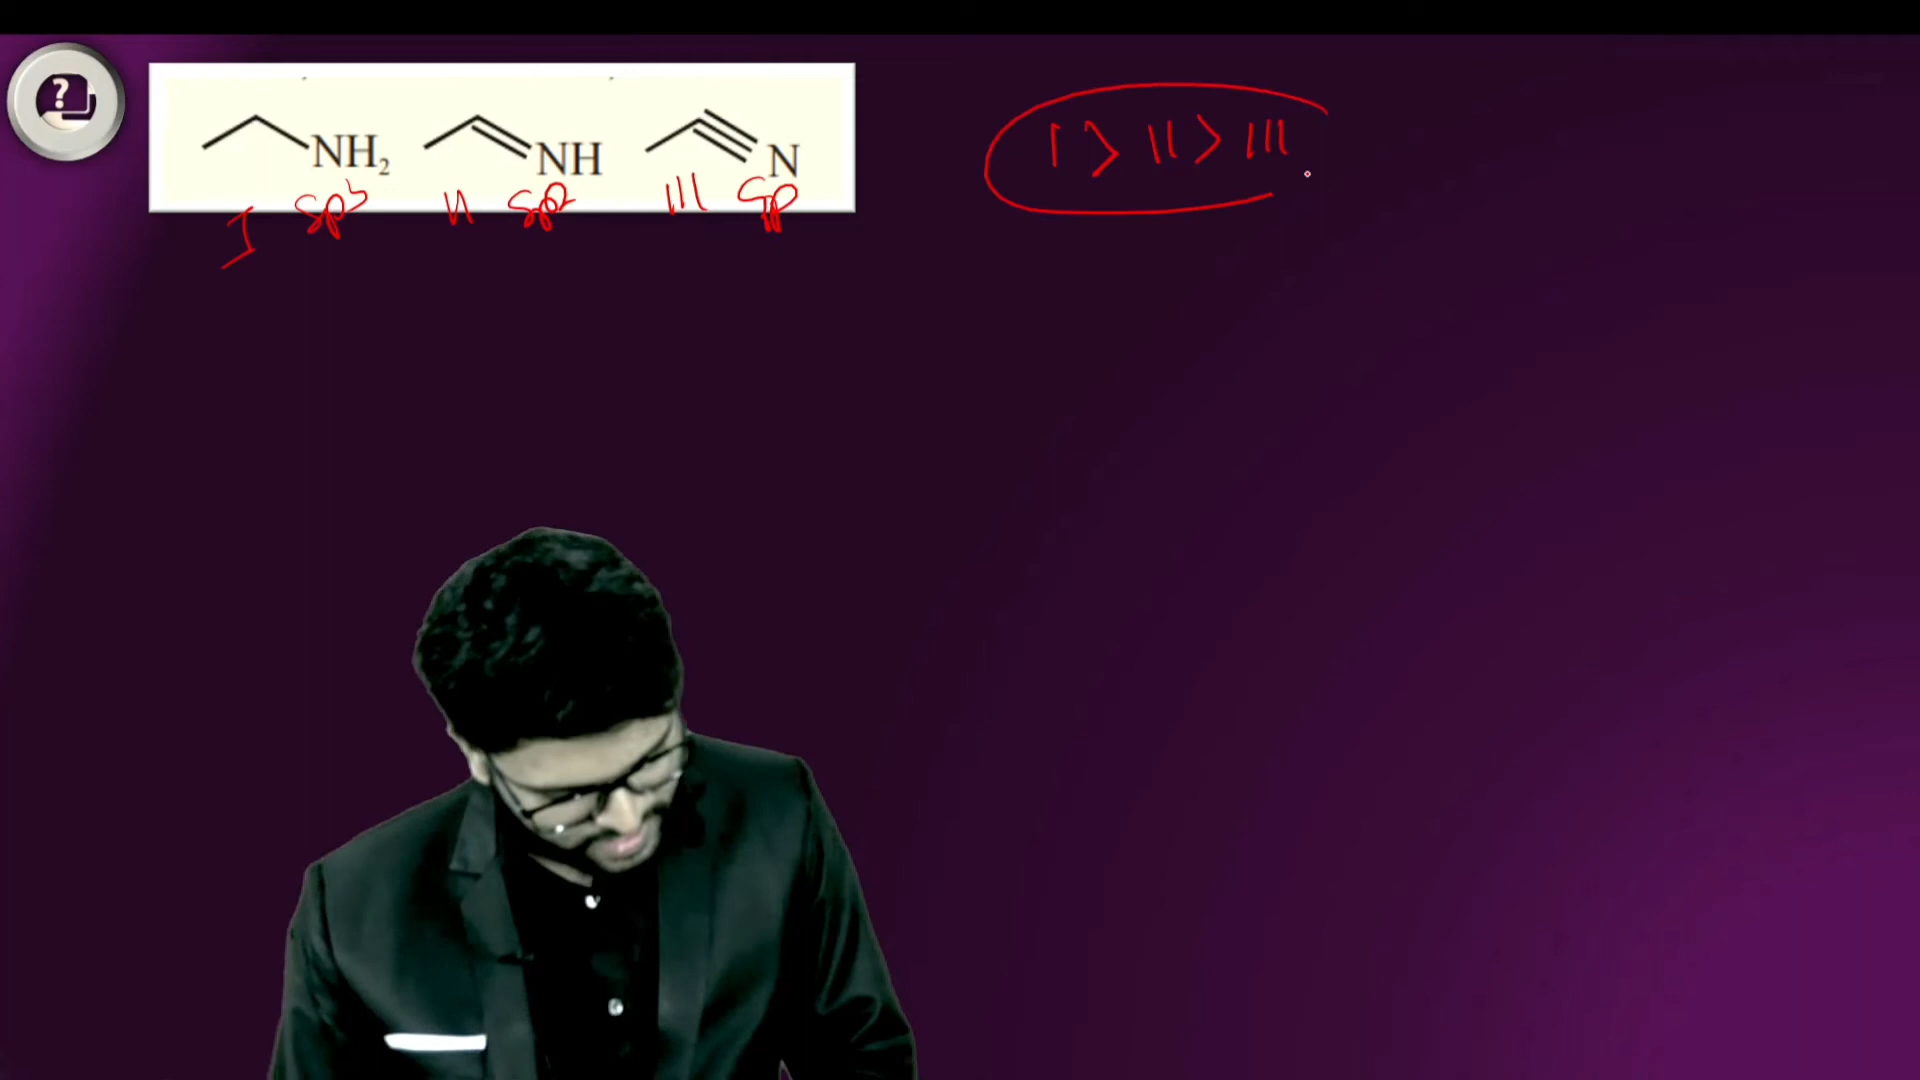 ?
NH₂ NH N
I sp3 II sp2 III Sp
I > II > III